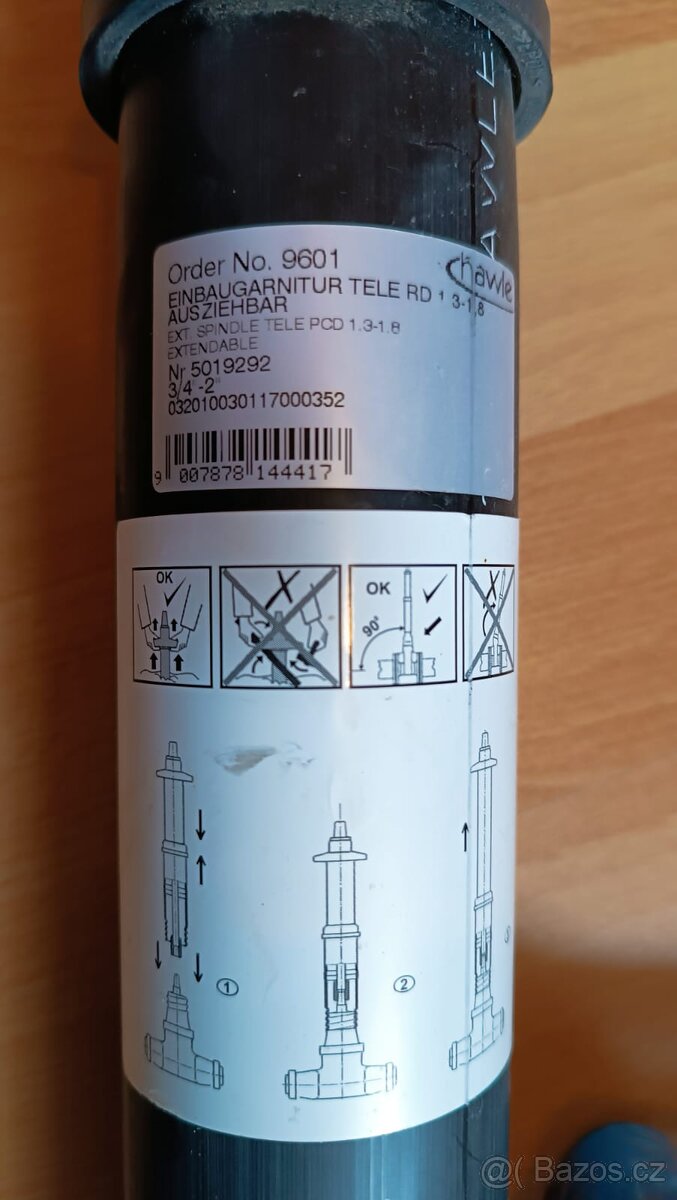 HAWLE
hawle
Order No. 9601
EINBAUGARNITUR TELE RD 1.3-1.8
AUSZIEHBAR
EXT. SPINDLE TELE PCD 1.3-1.8
EXTENDABLE
Nr 5019292
3/4" -2"
032010030117000352
9 007878 144417
OK
OK
90°
1
2
@( Bazos.cz